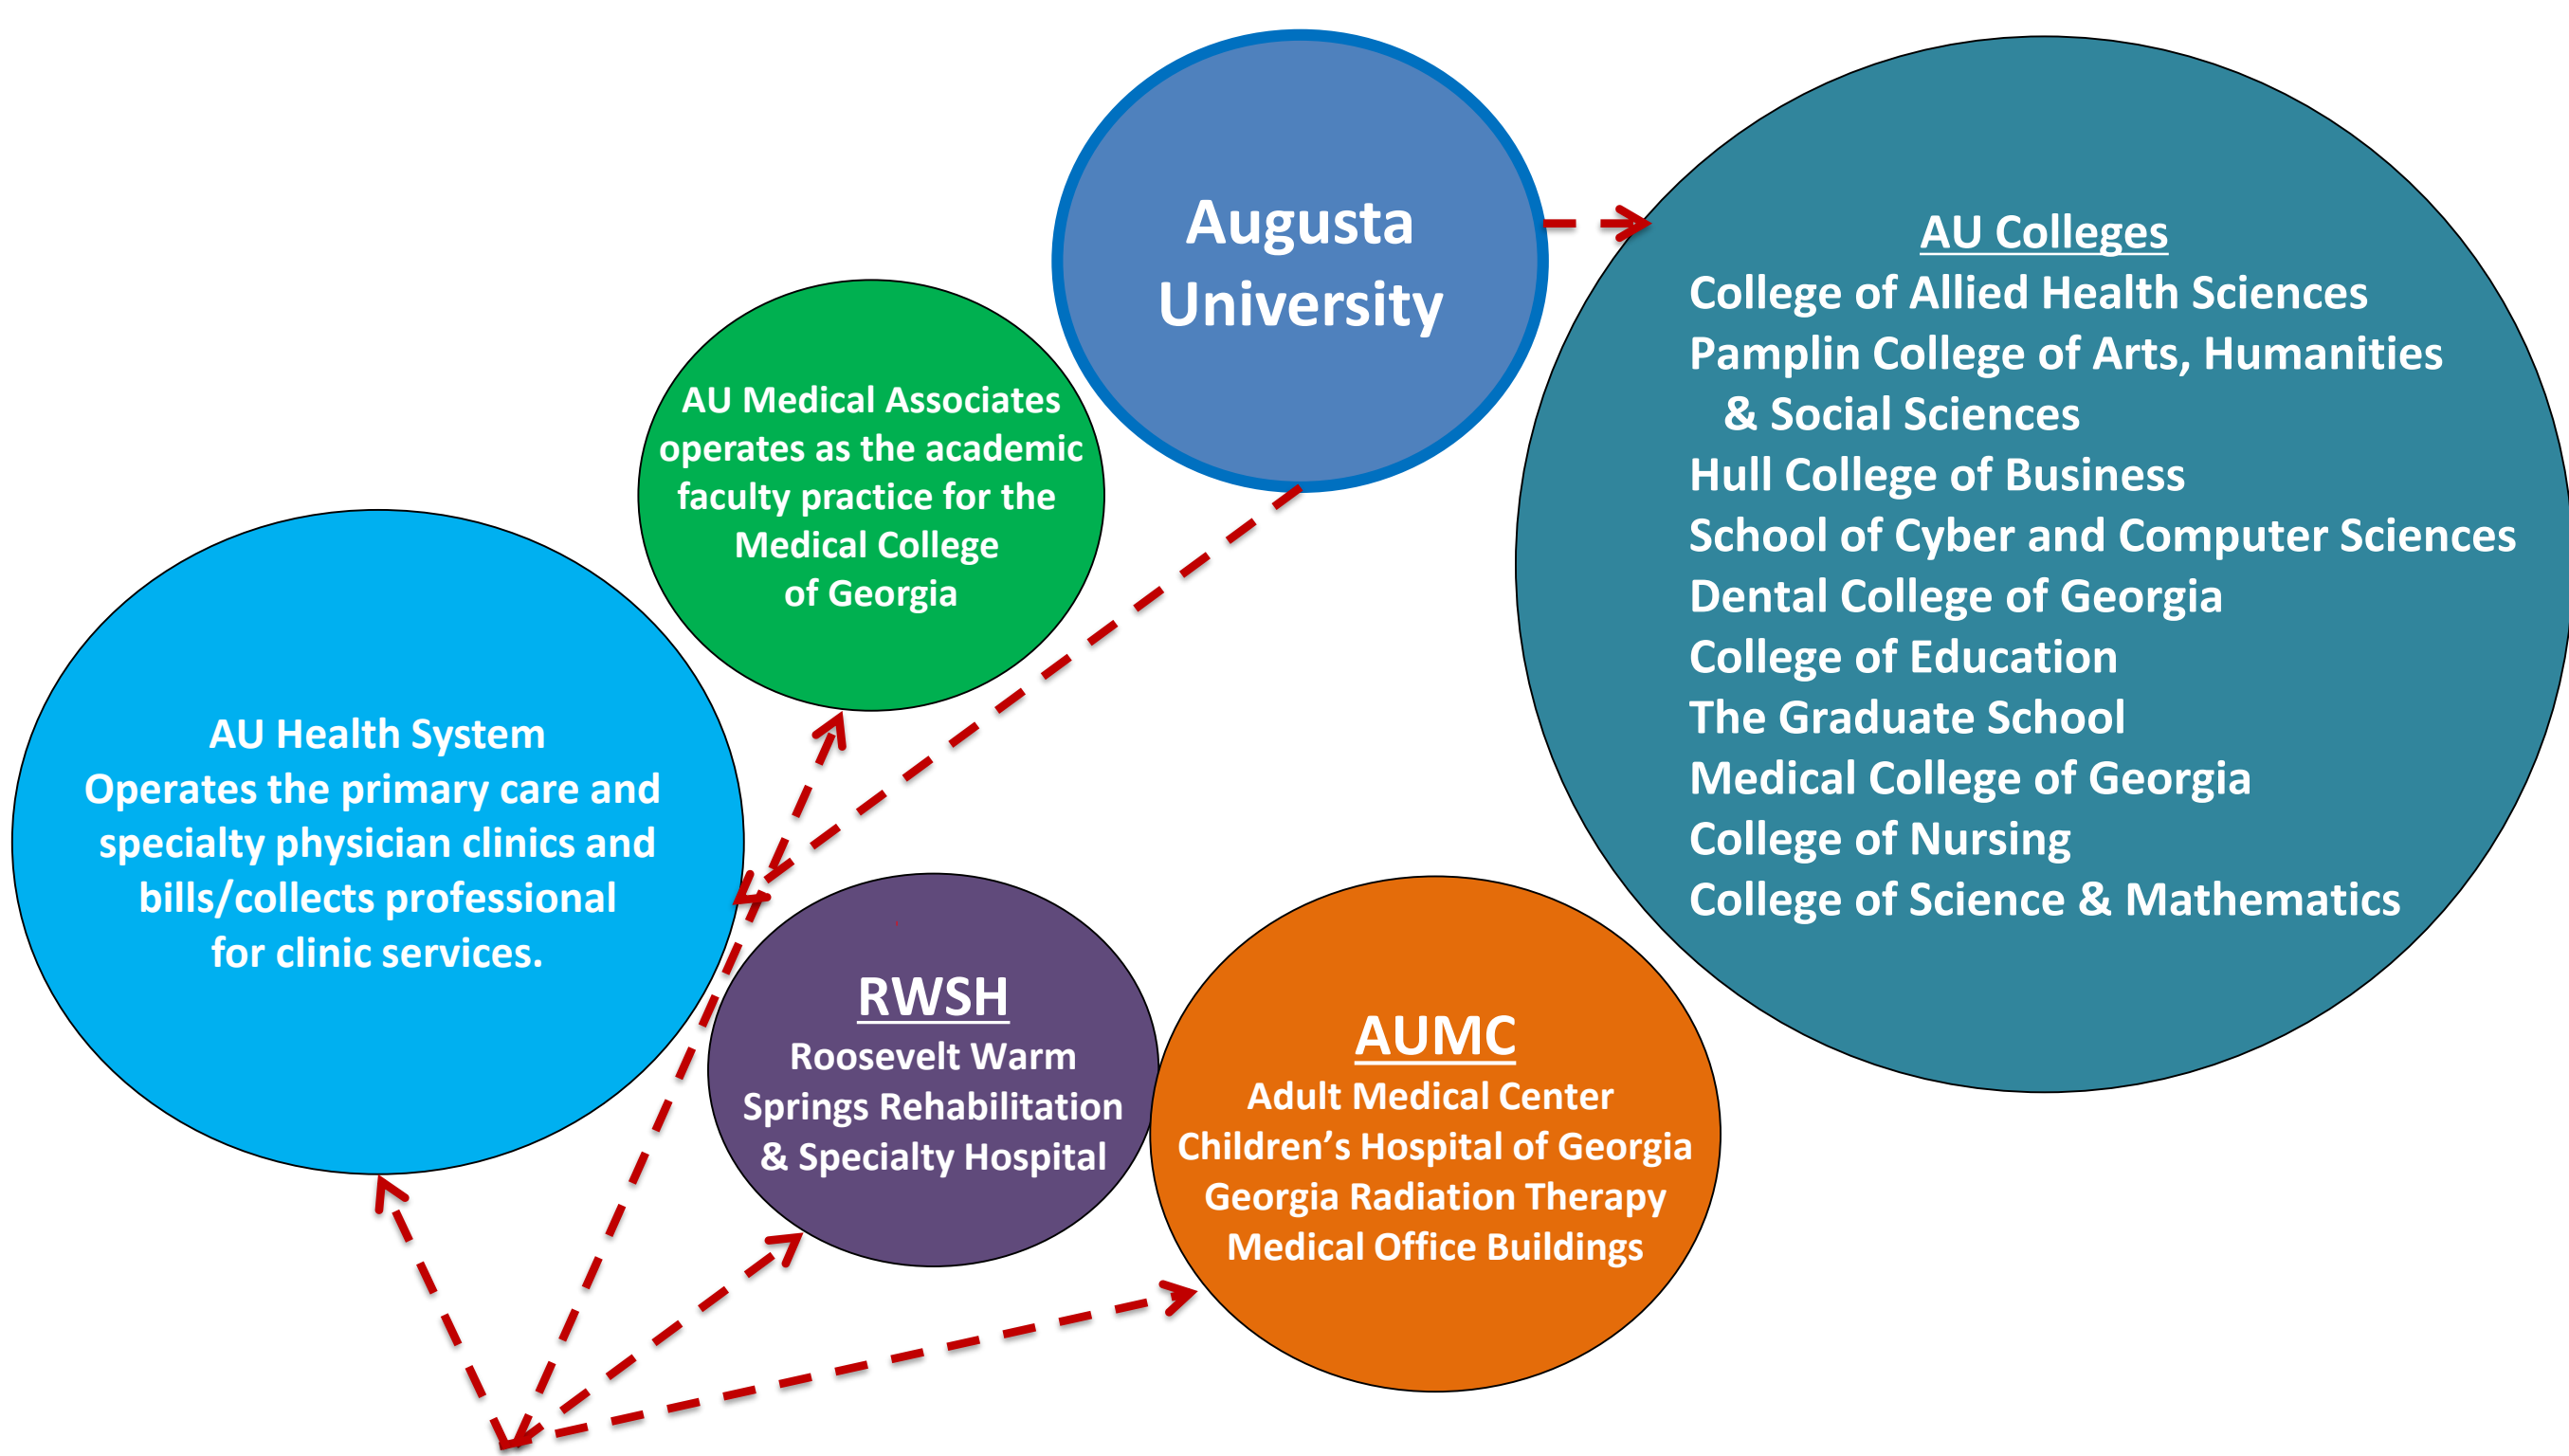 Augusta
University
AU Colleges
College of Allied Health Sciences
Pamplin College of Arts, Humanities
& Social Sciences
Hull College of Business
School of Cyber and Computer Sciences
Dental College of Georgia
College of Education
The Graduate School
Medical College of Georgia
College of Nursing
College of Science & Mathematics
AU Medical Associates
operates as the academic
faculty practice for the
Medical College
of Georgia
AU Health System
Operates the primary care and
specialty physician clinics and
bills/collects professional
for clinic services.
RWSH
Roosevelt Warm
Springs Rehabilitation
& Specialty Hospital
AUMC
Adult Medical Center
Children’s Hospital of Georgia
Georgia Radiation Therapy
Medical Office Buildings